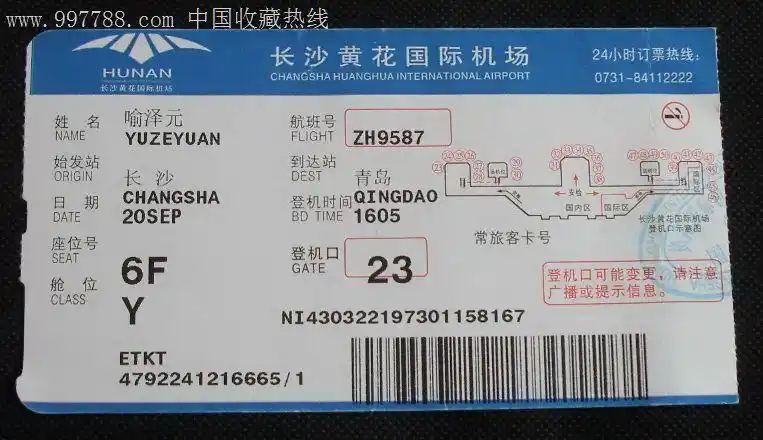 www.997788.com 中国收藏热线
HUNAN
长沙黄花国际机场
长沙黄花国际机场
CHANGSHA HUANGHUA INTERNATIONAL AIRPORT
24小时订票热线:
0731-84112222
姓 名 喻泽元
NAME YUZEYUAN
航班号
FLIGHT ZH9587
始发站 长 沙
ORIGIN CHANGSHA
到达站 青岛
DEST QINGDAO
日 期
DATE 20SEP
登机时间
BD TIME 1605
座位号
SEAT 6F
登机口
GATE 23
舱 位
CLASS Y
安检
国内区
国际区
长沙黄花国际机场
登机口示意图
常旅客卡号
登机口可能变更，请注意
广播或提示信息。
NI430322197301158167
ETKT
4792241216665/1